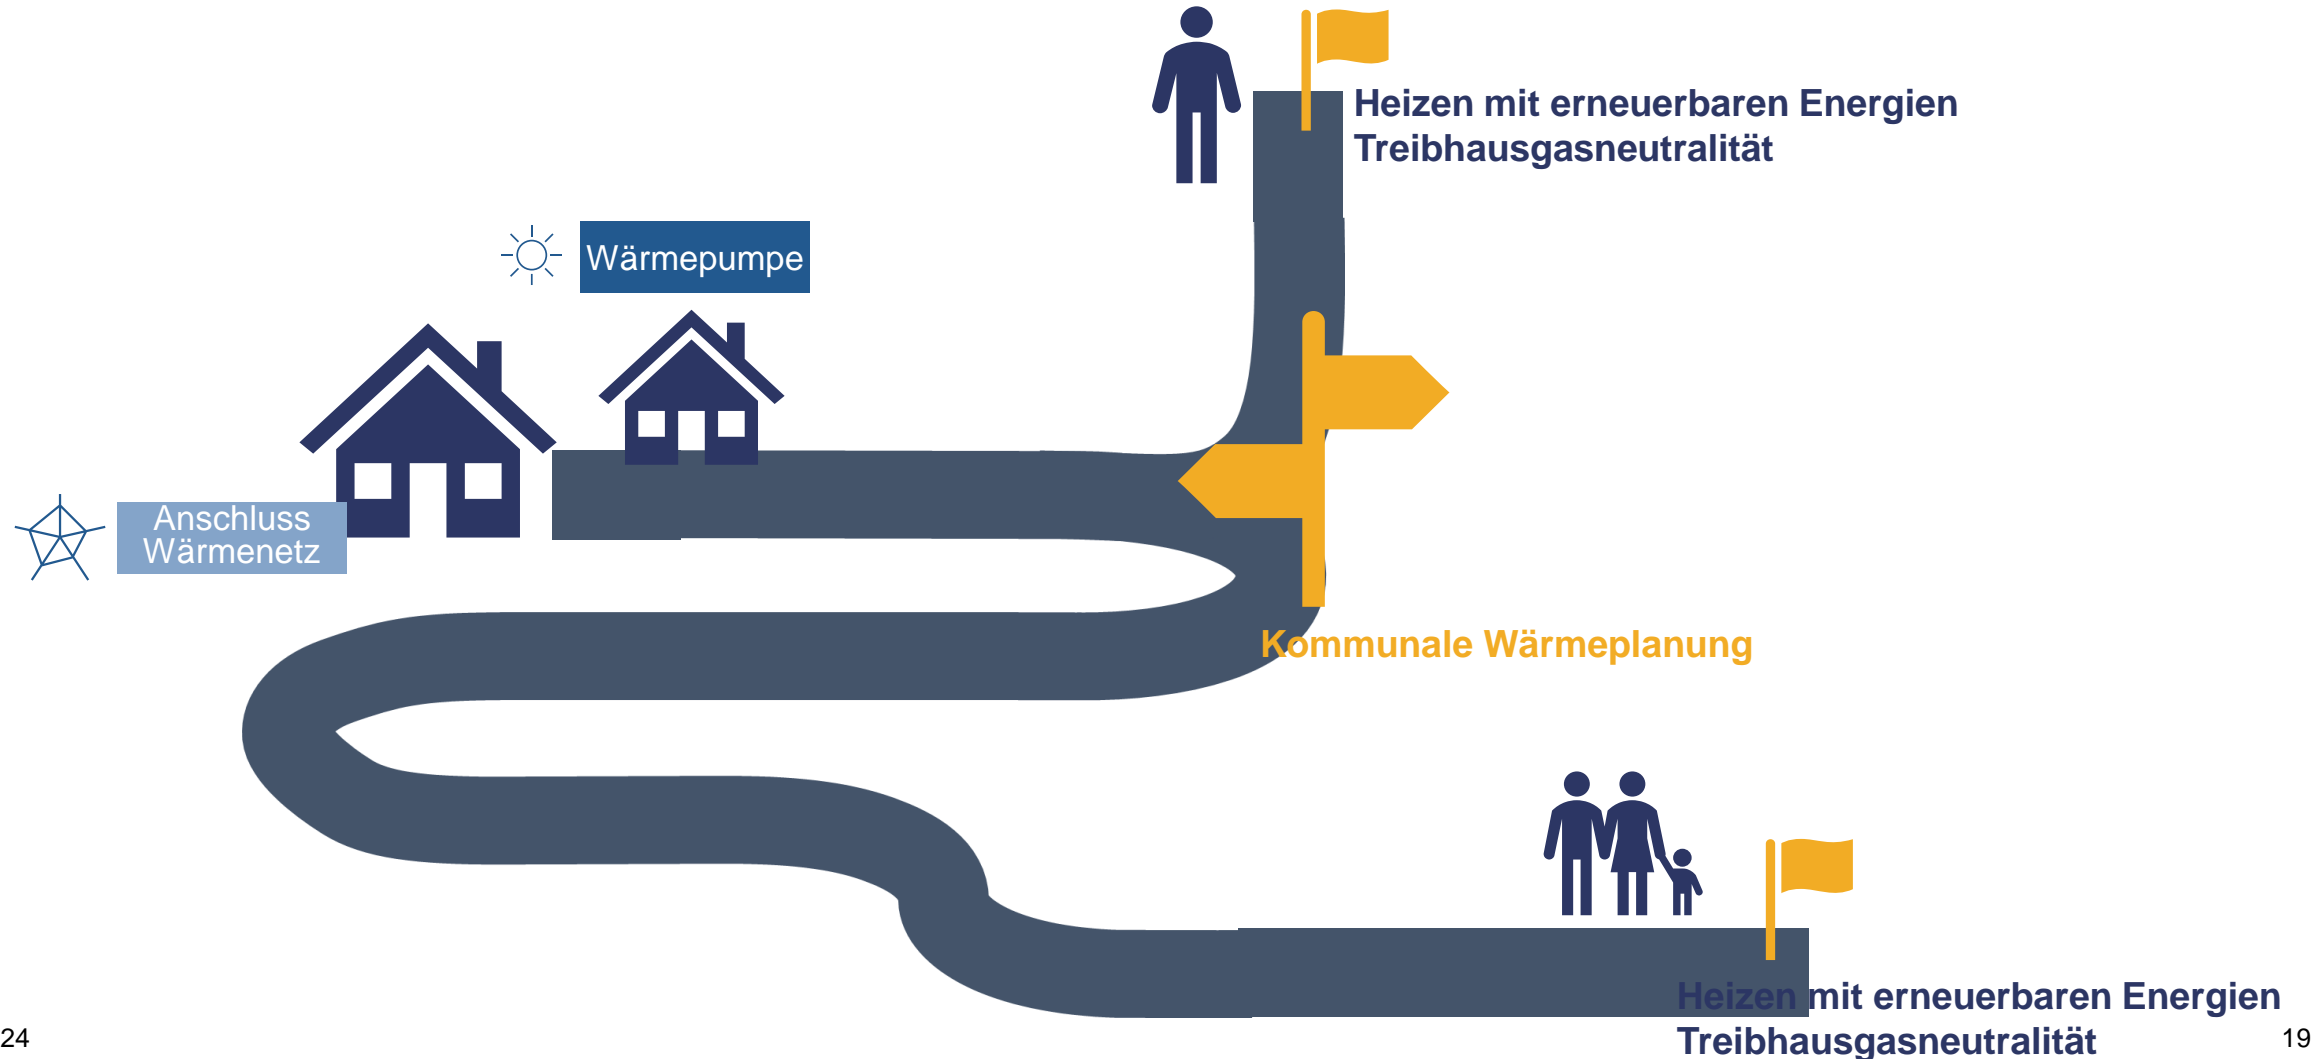 Heizen mit erneuerbaren Energien
Treibhausgasneutralität
Wärmepumpe
Anschluss
Wärmenetz
Kommunale Wärmeplanung
Heizen mit erneuerbaren Energien
Treibhausgasneutralität
24
19